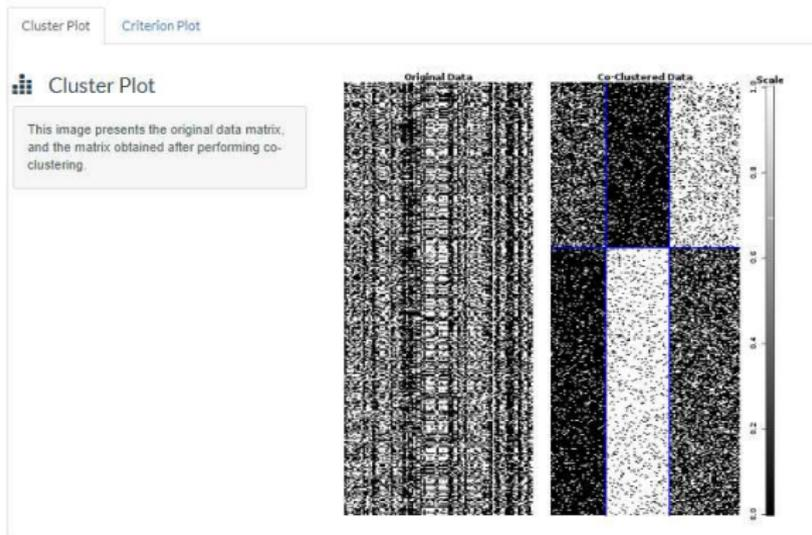 Cluster Plot
Criterion Plot
Cluster Plot
This image presents the original data matrix,
and the matrix obtained after performing co-
clustering.
Original Data
Co-Clustered Data
Scale
1.0
0.8
0.6
0.4
0.2
0.0